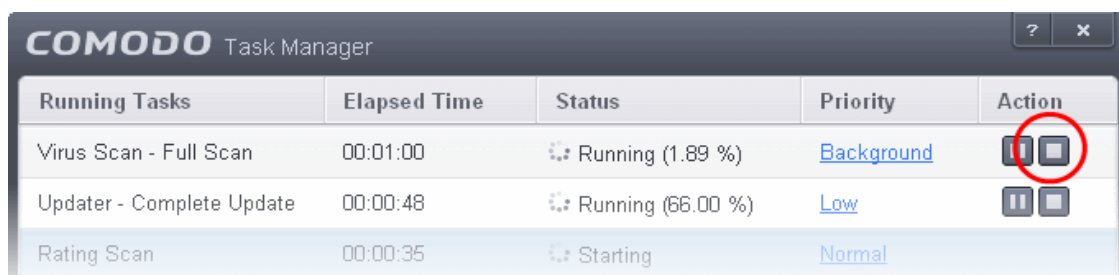 COMODO Task Manager ? x
Running Tasks Elapsed Time Status Priority Action
Virus Scan - Full Scan 00:01:00 Running (1.89 %) Background
Updater - Complete Update 00:00:48 Running (66.00 %) Low
Rating Scan 00:00:35 Starting Normal